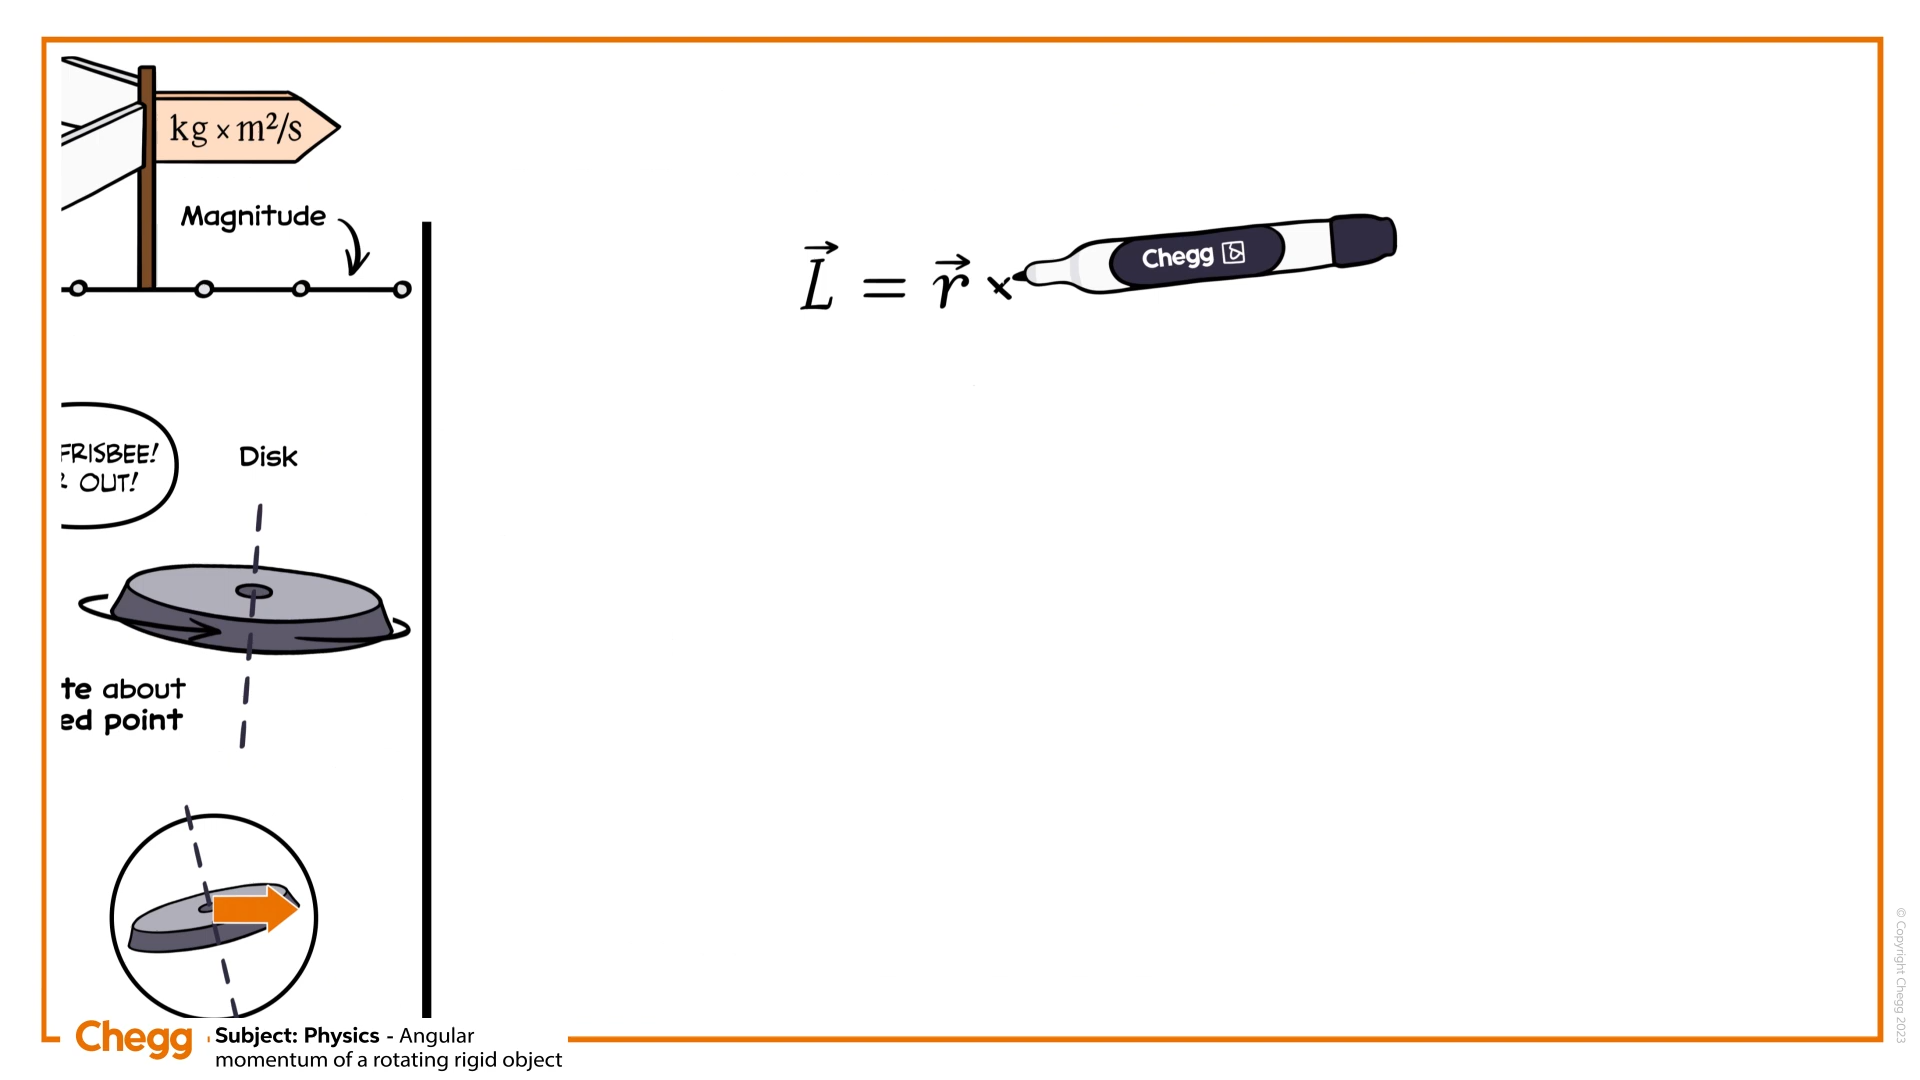 kg × m²/s
Magnitude
L⃗ = r⃗ ×
Chegg
FRISBEE!
OUT!
Disk
te about
ed point
Chegg
Subject: Physics - Angular
momentum of a rotating rigid object
© Copyright Chegg 2023